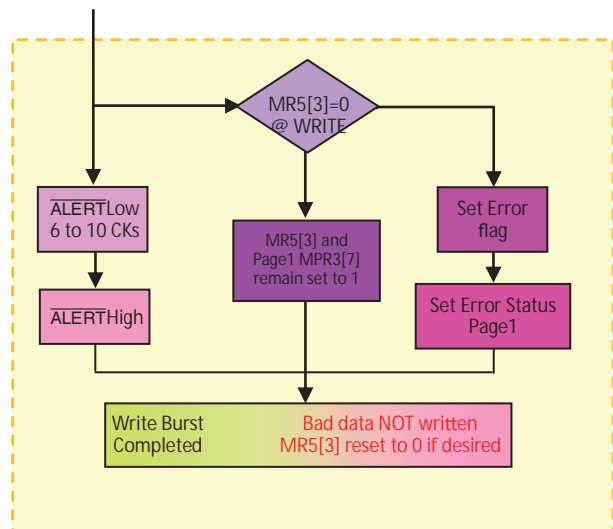 MR5[3]=0
@ WRITE
A̅L̅E̅R̅T̅Low
6 to 10 CKs
MR5[3] and
Page1 MPR3[7]
remain set to 1
Set Error
flag
A̅L̅E̅R̅T̅High
Set Error Status
Page1
Write Burst
Completed
Bad data NOT written
MR5[3] reset to 0 if desired